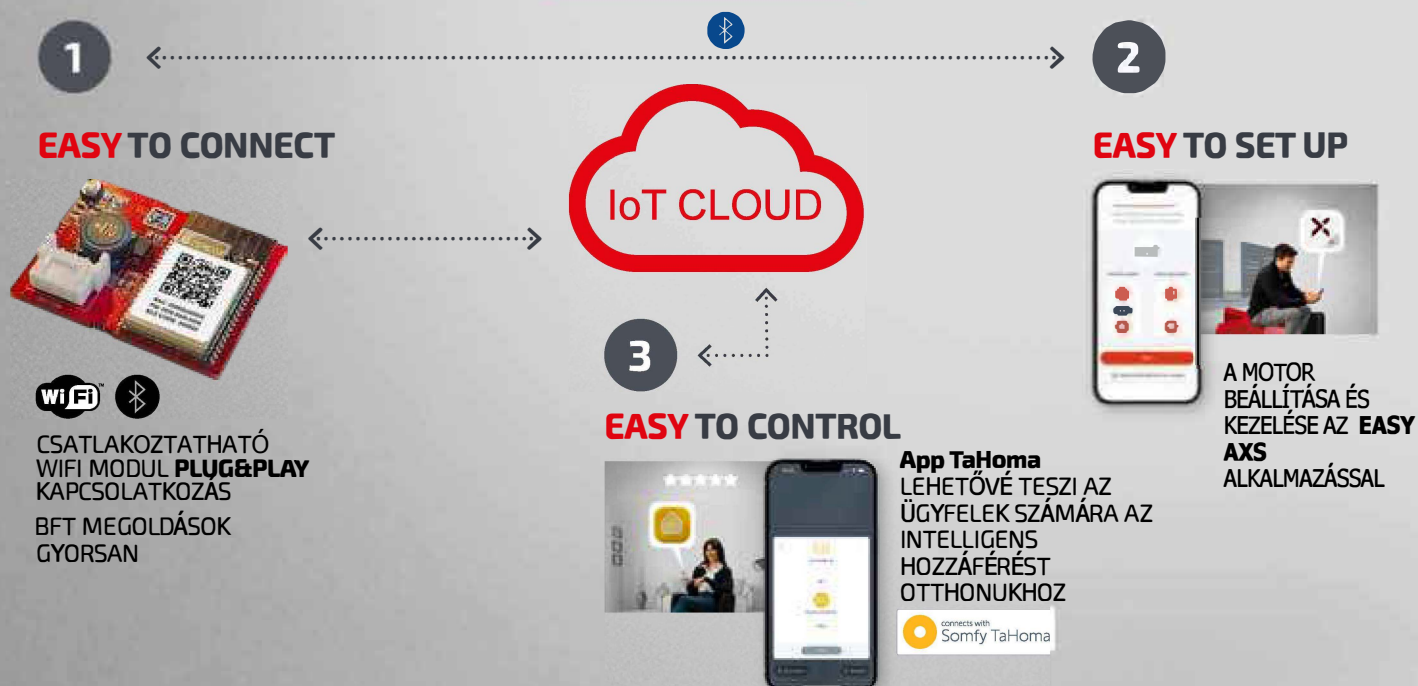 1
2
EASY TO CONNECT
EASY TO SET UP
IoT CLOUD
WiFi™
CSATLAKOZTATHATÓ
WIFI MODUL PLUG&PLAY
KAPCSOLATKOZÁS
BFT MEGOLDÁSOK
GYORSAN
A MOTOR
BEÁLLÍTÁSA ÉS
KEZELÉSE AZ EASY
AXS
ALKALMAZÁSSAL
3
EASY TO CONTROL
App TaHoma
LEHETŐVÉ TESZI AZ
ÜGYFELEK SZÁMÁRA AZ
INTELLIGENS
HOZZÁFÉRÉST
OTTHONUKHOZ
connects with
Somfy TaHoma